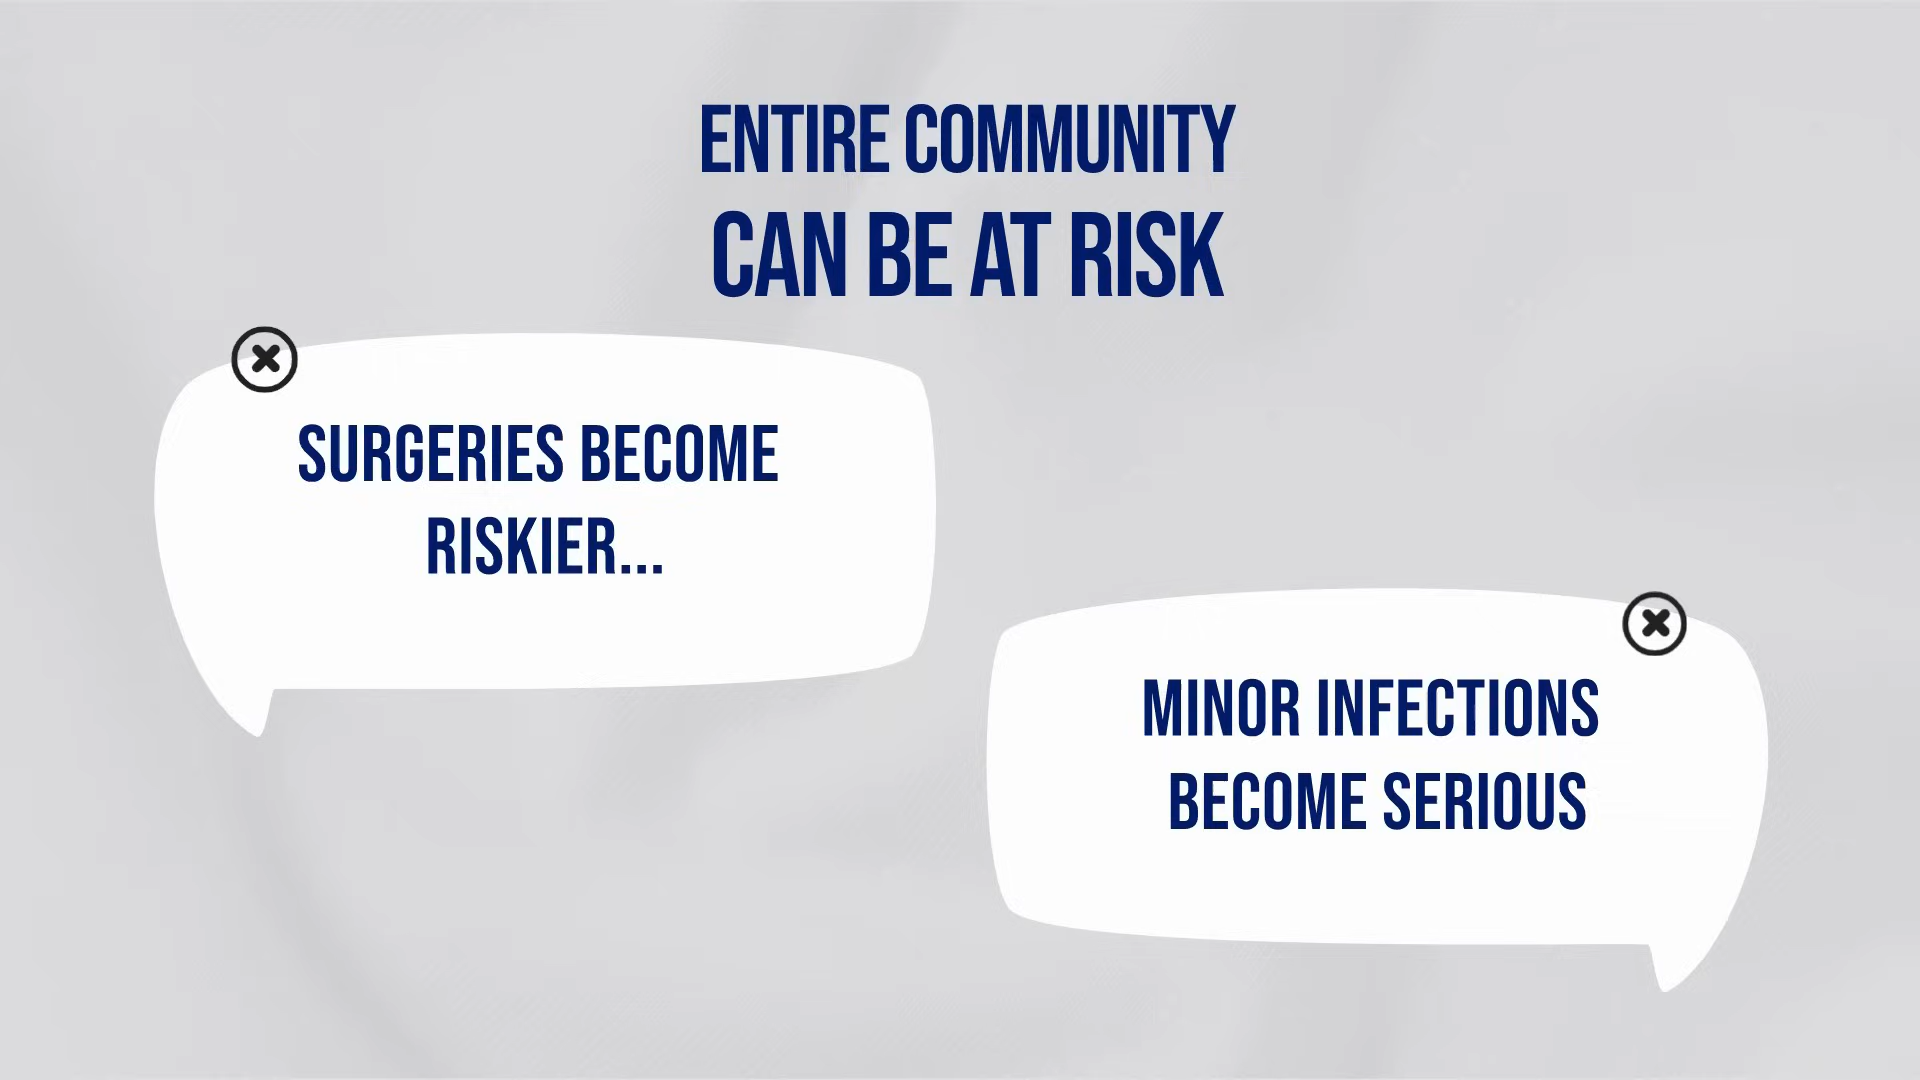 ENTIRE COMMUNITY
CAN BE AT RISK
SURGERIES BECOME
RISKIER...
MINOR INFECTIONS
BECOME SERIOUS